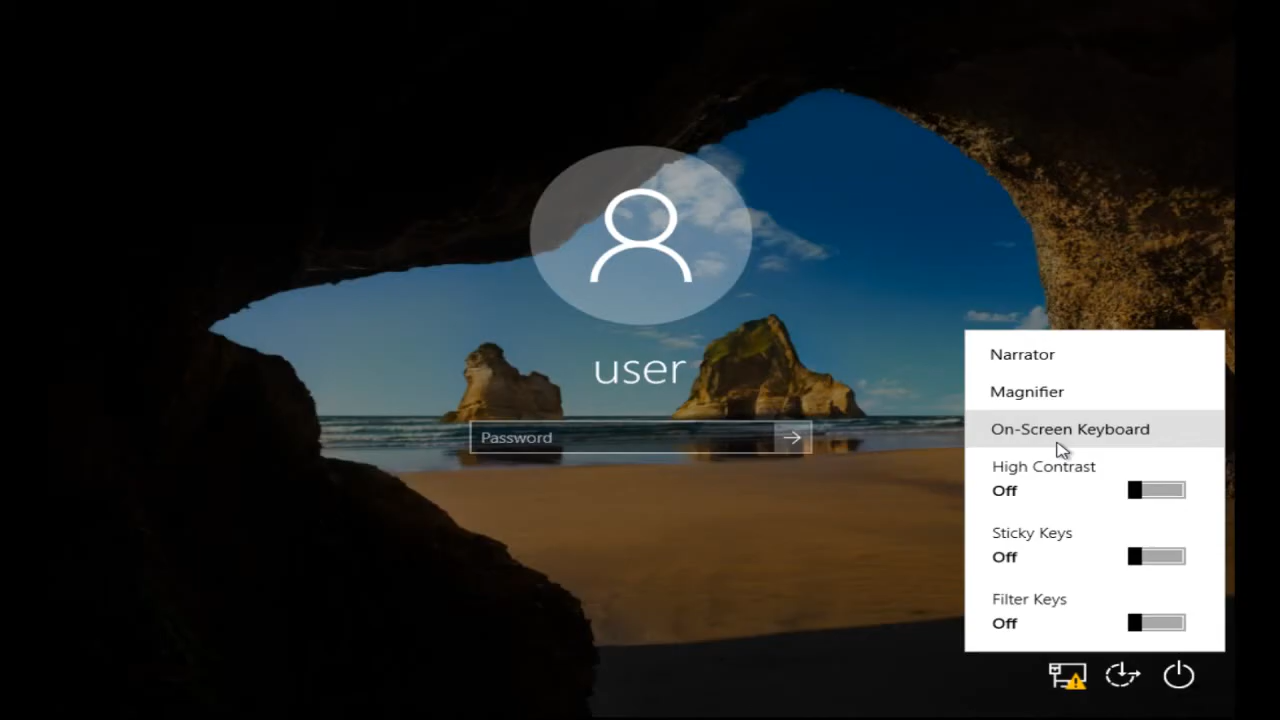 user
Password
Narrator
Magnifier
On-Screen Keyboard
High Contrast
Off
Sticky Keys
Off
Filter Keys
Off